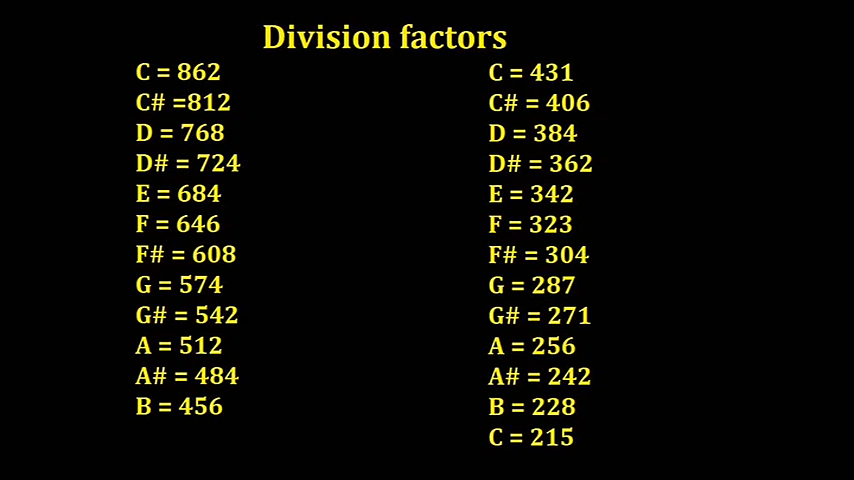 Division factors
C = 862
C# =812
D = 768
D# = 724
E = 684
F = 646
F# = 608
G = 574
G# = 542
A = 512
A# = 484
B = 456
C = 431
C# = 406
D = 384
D# = 362
E = 342
F = 323
F# = 304
G = 287
G# = 271
A = 256
A# = 242
B = 228
C = 215